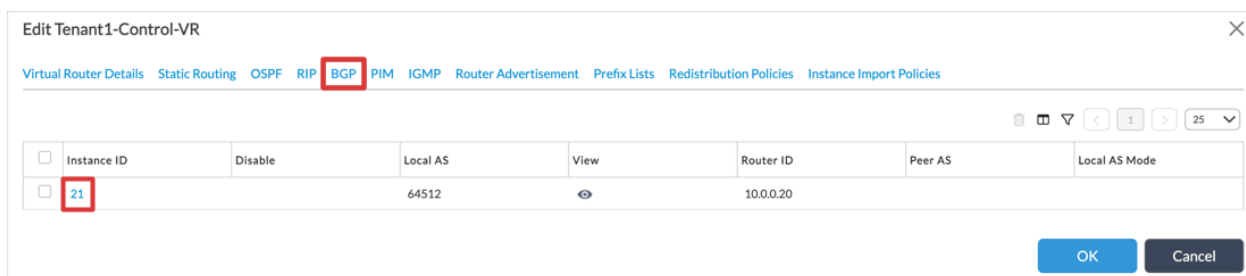 Edit Tenant1-Control-VR
Virtual Router Details Static Routing OSPF RIP BGP PIM IGMP Router Advertisement Prefix Lists Redistribution Policies Instance Import Policies
1 25
Instance ID Disable Local AS View Router ID Peer AS Local AS Mode
21 64512 10.0.0.20
OK Cancel